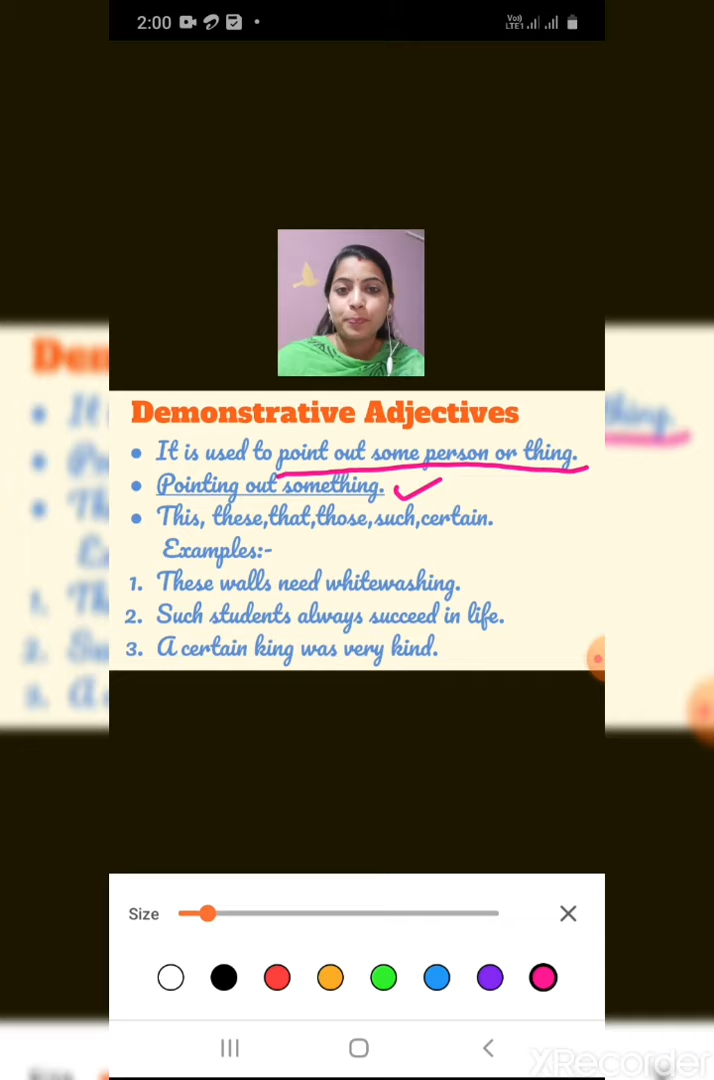 2:00
Vo))
LTE1
Demonstrative Adjectives
It is used to point out some person or thing.
Pointing out something.
This, these,that,those,such,certain.
Examples:-
1. These walls need whitewashing.
2. Such students always succeed in life.
3. A certain king was very kind.
Size
XRecorder